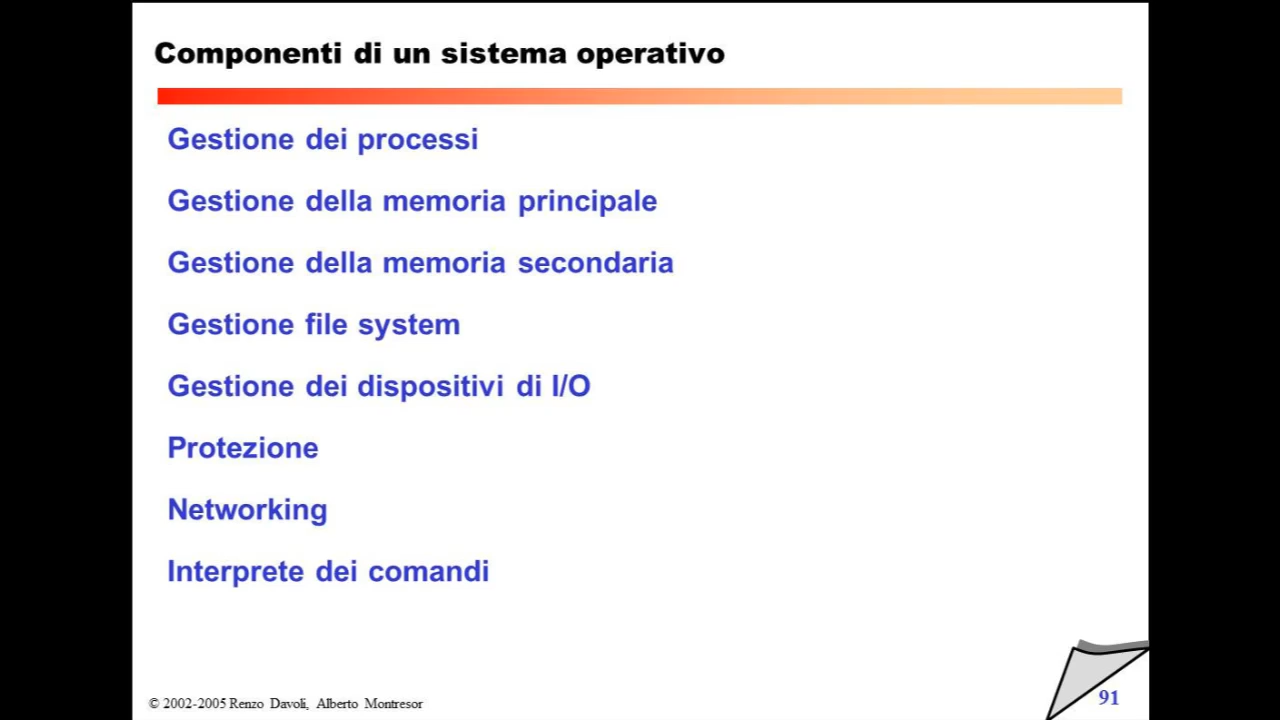 Componenti di un sistema operativo
Gestione dei processi
Gestione della memoria principale
Gestione della memoria secondaria
Gestione file system
Gestione dei dispositivi di I/O
Protezione
Networking
Interprete dei comandi
© 2002-2005 Renzo Davoli, Alberto Montresor
91